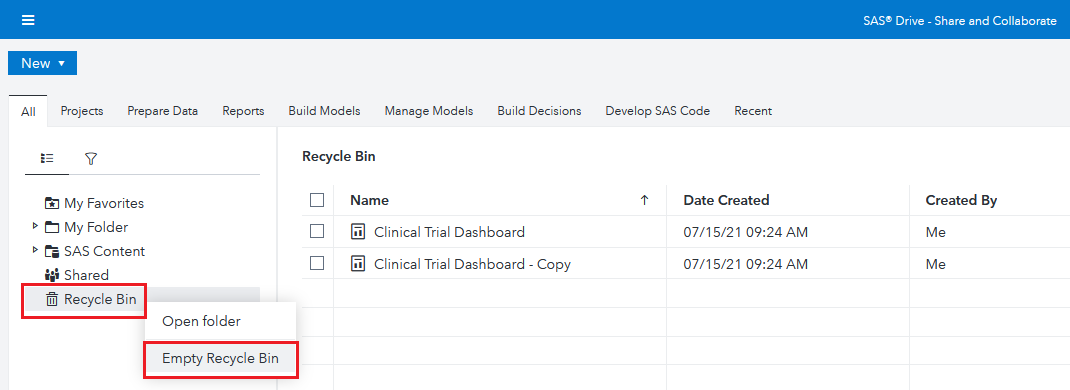 SAS® Drive - Share and Collaborate
New
All Projects Prepare Data Reports Build Models Manage Models Build Decisions Develop SAS Code Recent
My Favorites
My Folder
SAS Content
Shared
Recycle Bin
Open folder
Empty Recycle Bin
Recycle Bin
Name Date Created Created By
Clinical Trial Dashboard 07/15/21 09:24 AM Me
Clinical Trial Dashboard - Copy 07/15/21 09:24 AM Me